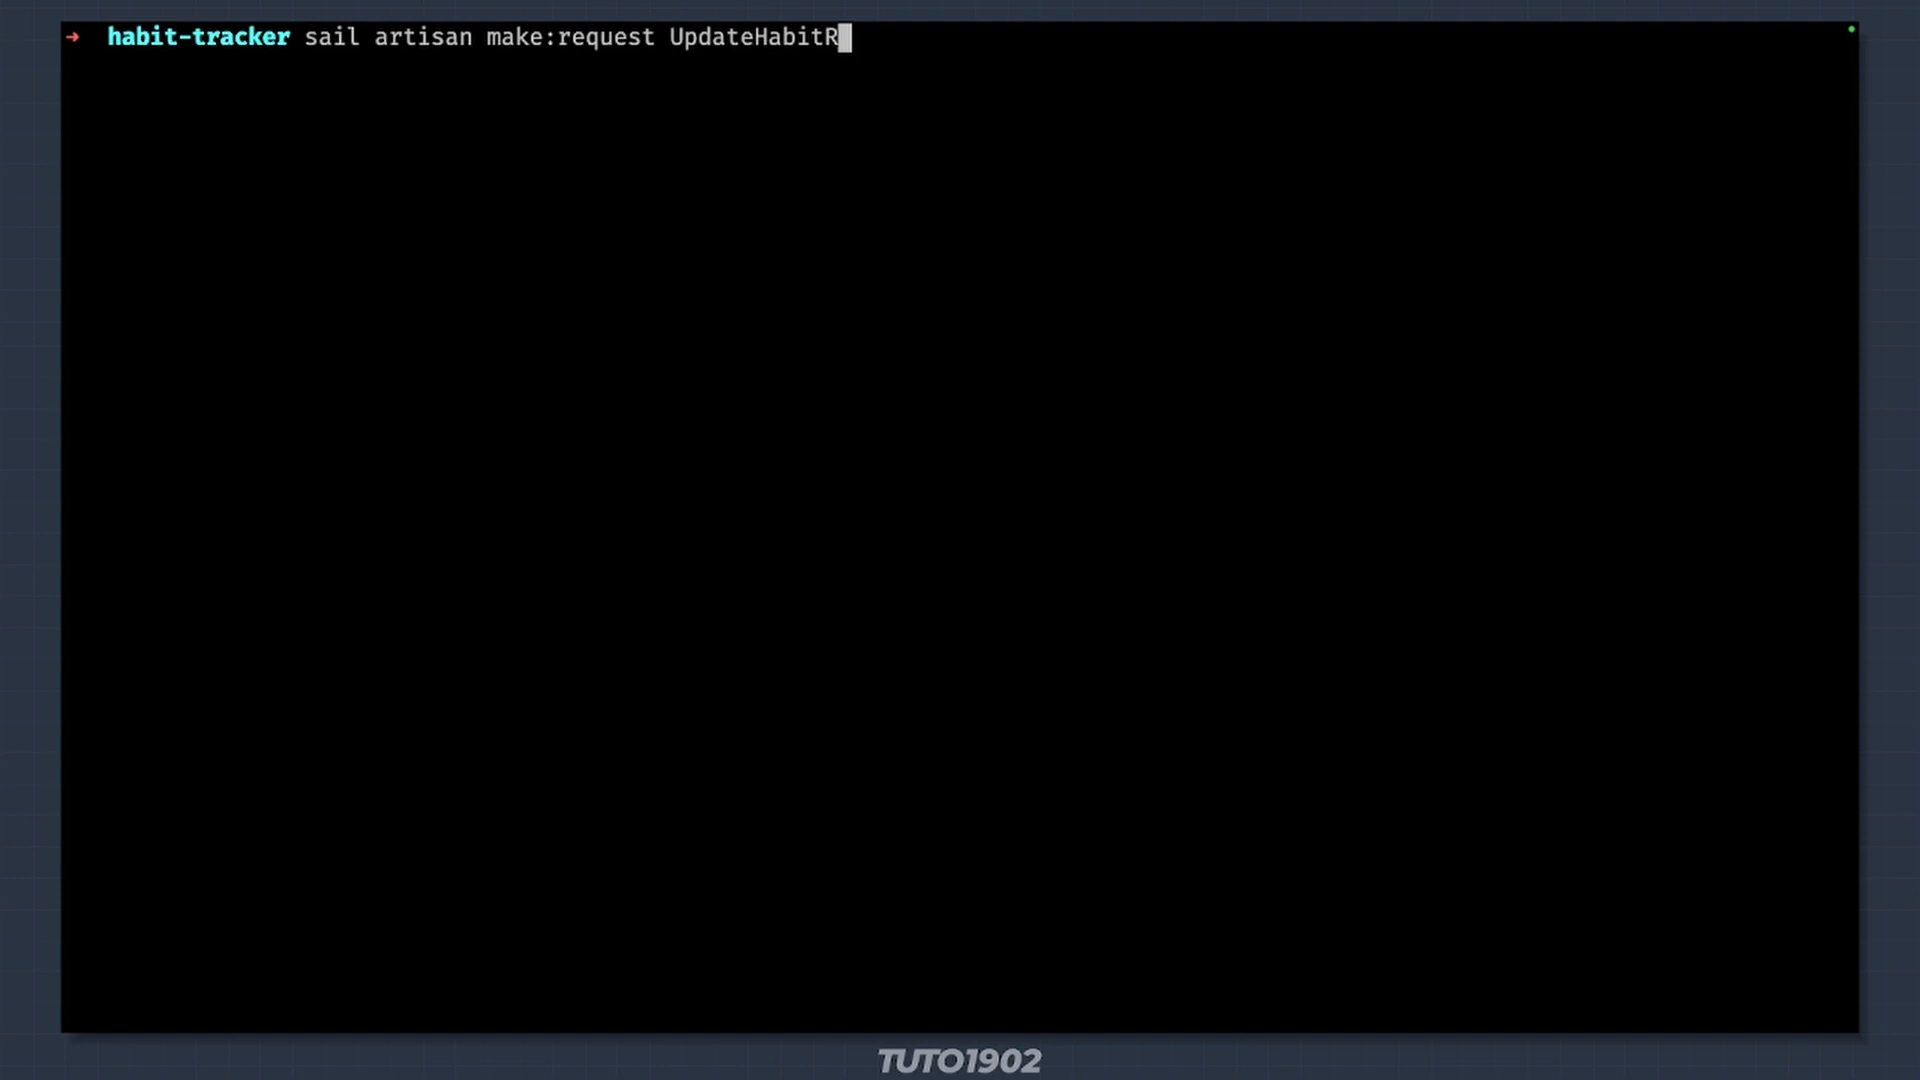 ➜ habit-tracker sail artisan make:request UpdateHabitR
TUTO1902